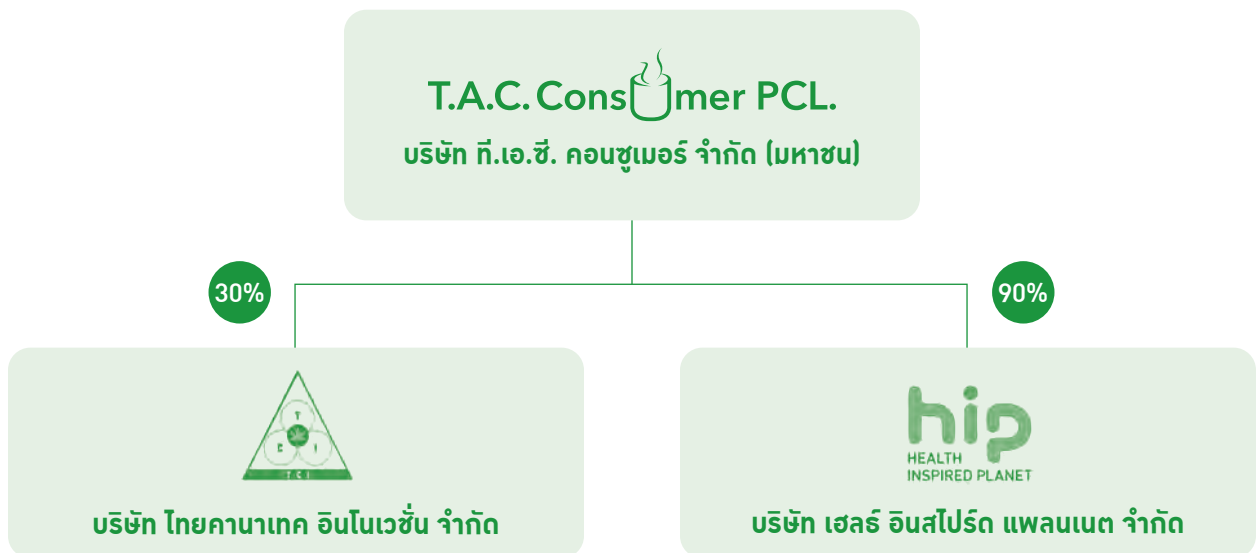 T.A.C. Consumer PCL.
บริษัท ที.เอ.ซี. คอนซูเมอร์ จำกัด (มหาชน)
30%
90%
T
C I
T C I
hip
HEALTH
INSPIRED PLANET
บริษัท ไทยคานาเทค อินโนเวชั่น จำกัด
บริษัท เฮลธ์ อินสไปร์ด แพลนเนต จำกัด